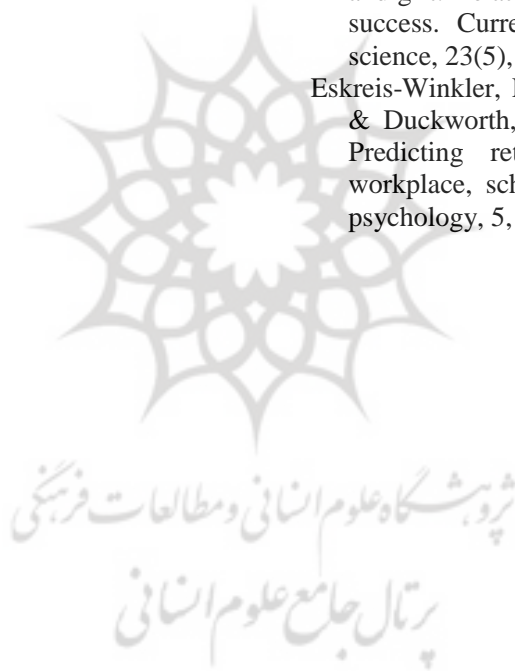 success. Curre
science, 23(5),
Eskreis-Winkler,
& Duckworth,
Predicting ret
workplace, sch
psychology, 5,
پژوهشگاه علوم انسانی و مطالعات فرهنگی
پرتال جامع علوم انسانی